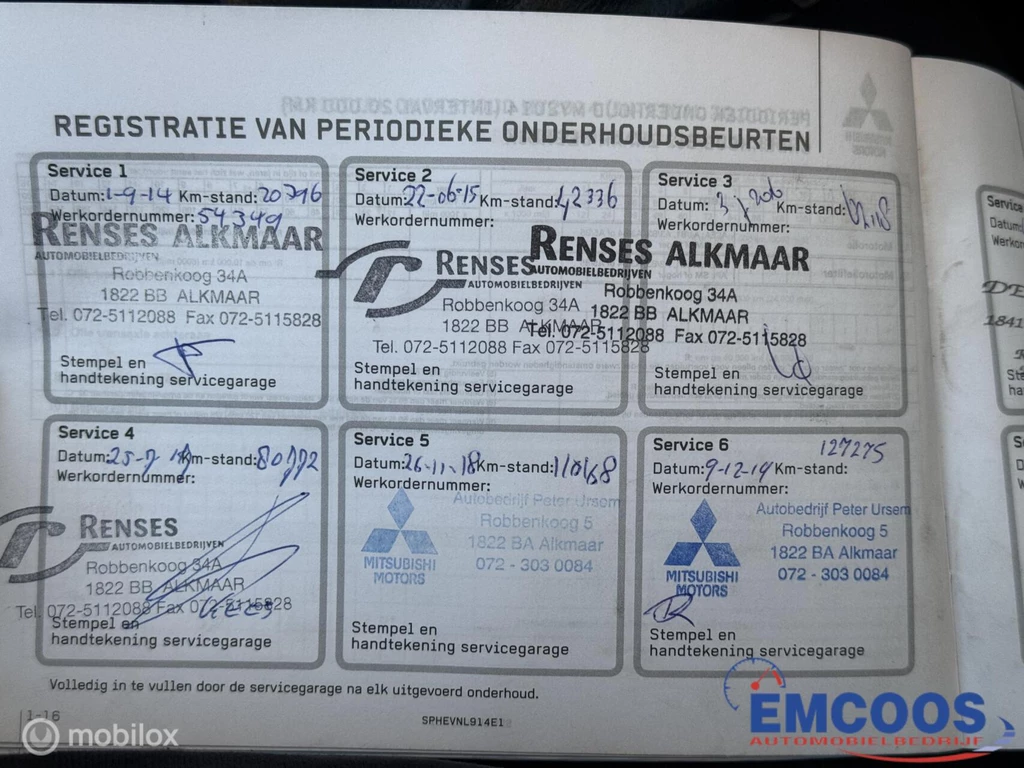 REGISTRATIE VAN PERIODIEKE ONDERHOUDSBEURTEN
MITSUBISHI
MOTORS
Service 1
Datum: 1-9-14 Km-stand: 20796
Werkordernummer: 54349
RENSES ALKMAAR
AUTOMOBIELBEDRIJVEN
Robbenkoog 34A
1822 BB ALKMAAR
Tel. 072-5112088 Fax 072-5115828
Stempel en
handtekening servicegarage
Service 2
Datum: 22-06-15 Km-stand: 42336
Werkordernummer:
RENSES
AUTOMOBIELBEDRIJVEN
Robbenkoog 34A
1822 BB ALKMAAR
Tel. 072-5112088 Fax 072-5115828
Stempel en
handtekening servicegarage
Service 3
Datum: Km-stand:
Werkordernummer:
RENSES ALKMAAR
AUTOMOBIELBEDRIJVEN
Robbenkoog 34A
1822 BB ALKMAAR
Tel. 072-5112088 Fax 072-5115828
Stempel en
handtekening servicegarage
Service 4
Datum: Km-stand:
Werkordernummer:
RENSES
AUTOMOBIELBEDRIJVEN
Robbenkoog 34A
1822 BB ALKMAAR
Tel. 072-5112088 Fax 072-5115828
Stempel en
handtekening servicegarage
Service 5
Datum: 26-11-18 Km-stand:
Werkordernummer:
Autobedrijf Peter Ursem
Robbenkoog 5
1822 BA Alkmaar
072 - 303 0084
MITSUBISHI
MOTORS
Stempel en
handtekening servicegarage
Service 6
127275
Datum: 9-12-19 Km-stand:
Werkordernummer:
Autobedrijf Peter Ursem
Robbenkoog 5
1822 BA Alkmaar
072 - 303 0084
MITSUBISHI
MOTORS
Stempel en
handtekening servicegarage
Volledig in te vullen door de servicegarage na elk uitgevoerd onderhoud.
1-16
SPHEVNL914E1
Service
1841
mobilox
EMCOOS
AUTOMOBIELBEDRIJF